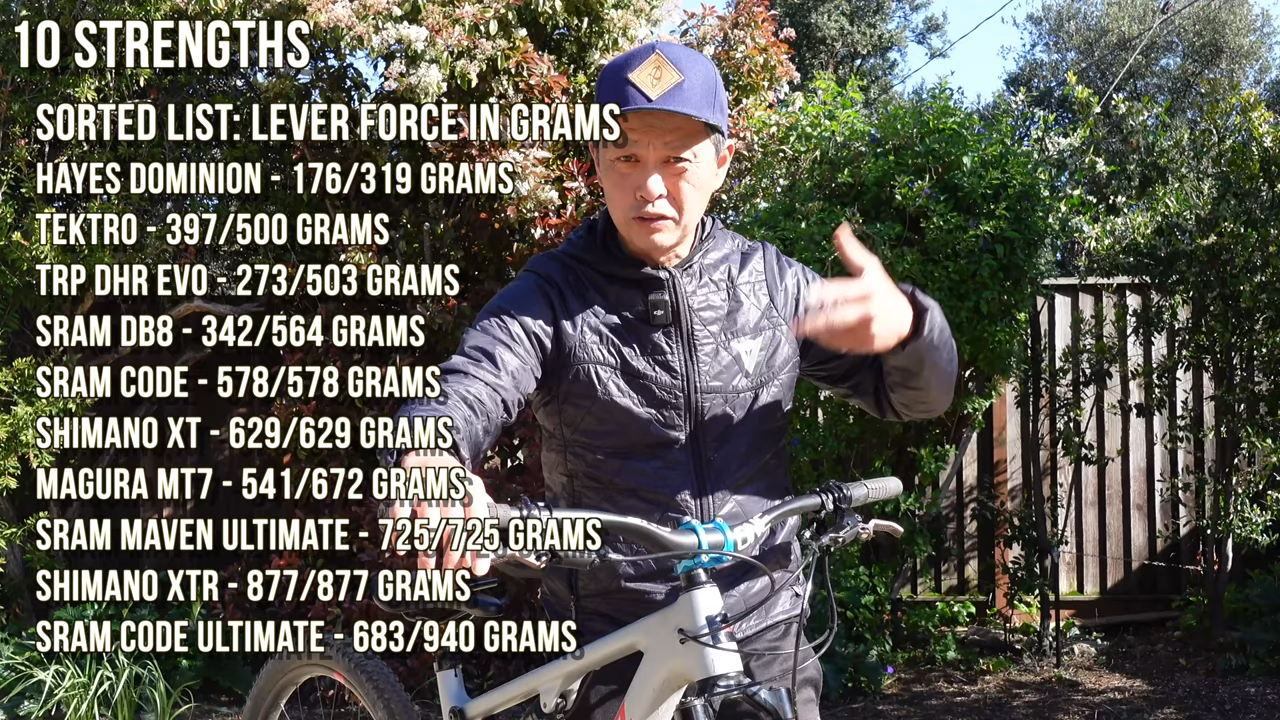 10 STRENGTHS
SORTED LIST: LEVER FORCE IN GRAMS
HAYES DOMINION - 176/319 GRAMS
TEKTRO - 397/500 GRAMS
TRP DHR EVO - 273/503 GRAMS
SRAM DB8 - 342/564 GRAMS
SRAM CODE - 578/578 GRAMS
SHIMANO XT - 629/629 GRAMS
MAGURA MT7 - 541/672 GRAMS
SRAM MAVEN ULTIMATE - 725/725 GRAMS
SHIMANO XTR - 877/877 GRAMS
SRAM CODE ULTIMATE - 683/940 GRAMS